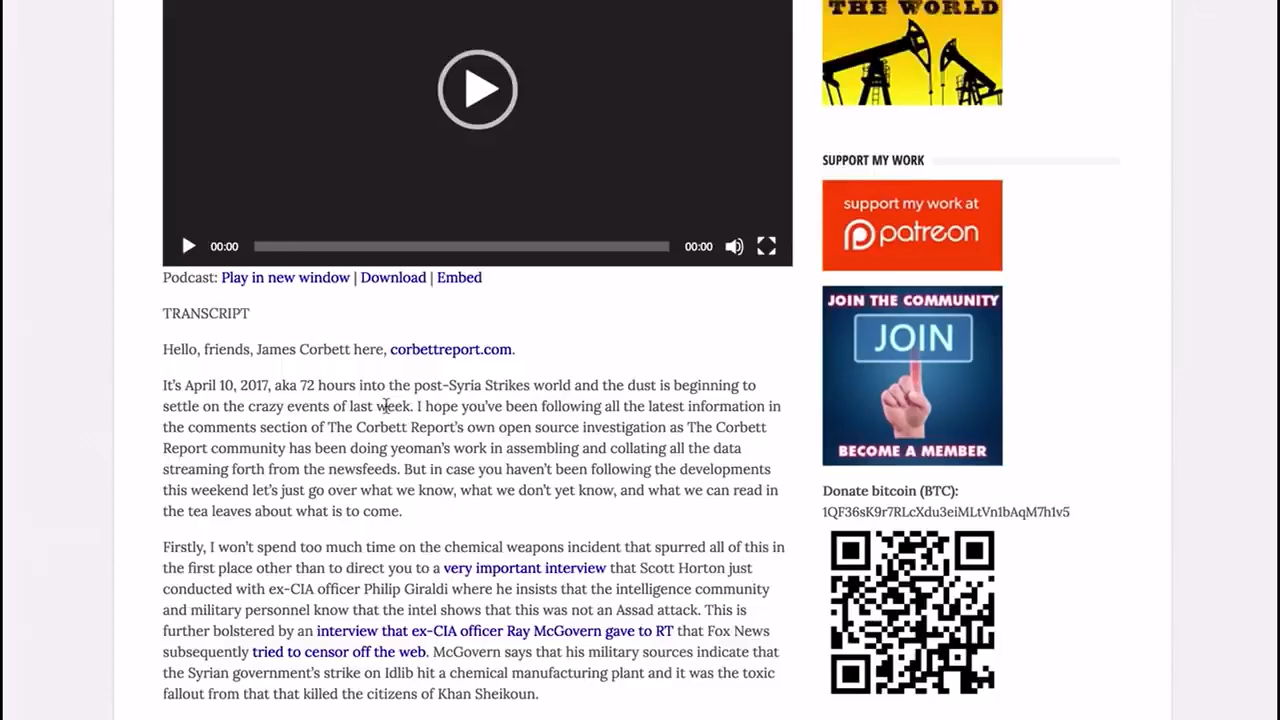 THE WORLD
00:00
00:00
Podcast: Play in new window | Download | Embed
TRANSCRIPT
Hello, friends, James Corbett here, corbettreport.com.
It's April 10, 2017, aka 72 hours into the post-Syria Strikes world and the dust is beginning to
settle on the crazy events of last week. I hope you've been following all the latest information in
the comments section of The Corbett Report's own open source investigation as The Corbett
Report community has been doing yeoman's work in assembling and collating all the data
streaming forth from the newsfeeds. But in case you haven't been following the developments
this weekend let's just go over what we know, what we don't yet know, and what we can read in
the tea leaves about what is to come.
Firstly, I won't spend too much time on the chemical weapons incident that spurred all of this in
the first place other than to direct you to a very important interview that Scott Horton just
conducted with ex-CIA officer Philip Giraldi where he insists that the intelligence community
and military personnel know that the intel shows that this was not an Assad attack. This is
further bolstered by an interview that ex-CIA officer Ray McGovern gave to RT that Fox News
subsequently tried to censor off the web. McGovern says that his military sources indicate that
the Syrian government's strike on Idlib hit a chemical manufacturing plant and it was the toxic
fallout from that that killed the citizens of Khan Sheikoun.
SUPPORT MY WORK
support my work at
patreon
JOIN THE COMMUNITY
JOIN
BECOME A MEMBER
Donate bitcoin (BTC):
1QF36sK9r7RLcXdu3eiMLtVn1bAqM7h1v5